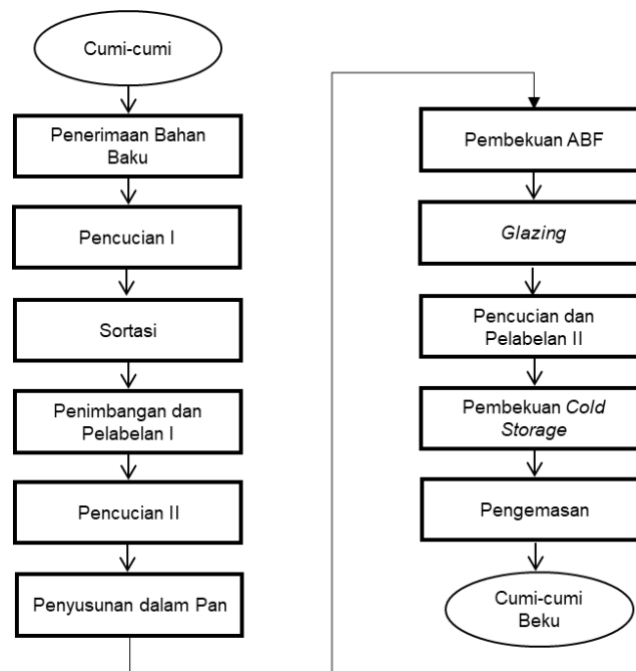 Cumi-cumi
Penerimaan Bahan
Baku
Pencucian I
Sortasi
Penimbangan dan
Pelabelan I
Pencucian II
Penyusunan dalam Pan
Pembekuan ABF
Glazing
Pencucian dan
Pelabelan II
Pembekuan Cold
Storage
Pengemasan
Cumi-cumi
Beku